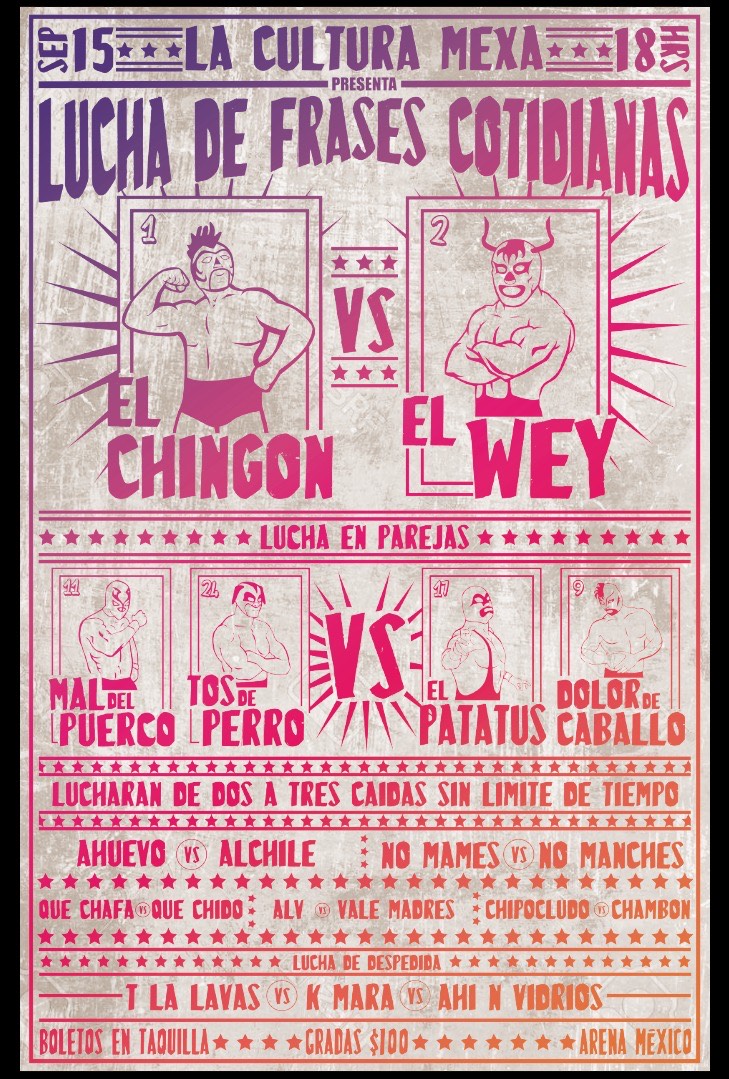 SEP 15 LA CULTURA MEXA 18 HRS
PRESENTA
LUCHA DE FRASES COTIDIANAS
1
EL
CHINGON
VS
2
EL
WEY
LUCHA EN PAREJAS
11
MAL DEL
PUERCO
24
TOS DE
PERRO
VS
17
EL
PATATUS
9
DOLOR DE
CABALLO
LUCHARAN DE DOS A TRES CAIDAS SIN LIMITE DE TIEMPO
AHUEVO VS ALCHILE NO MAMES VS NO MANCHES
QUE CHAFA VS QUE CHIDO ALV VS VALE MADRES CHIPOCLUDO VS CHAMBON
LUCHA DE DESPEDIDA
T LA LAVAS VS K MARA VS AHI N VIDRIOS
BOLETOS EN TAQUILLA GRADAS $100 ARENA MÉXICO